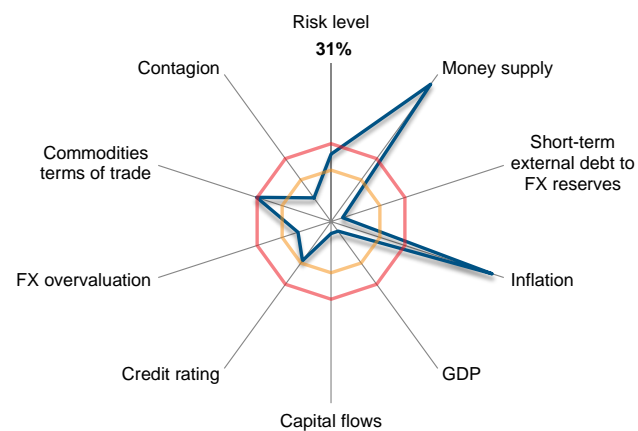 Risk level
31%
Contagion
Money supply
Commodities
terms of trade
Short-term
external debt to
FX reserves
FX overvaluation
Inflation
Credit rating
GDP
Capital flows